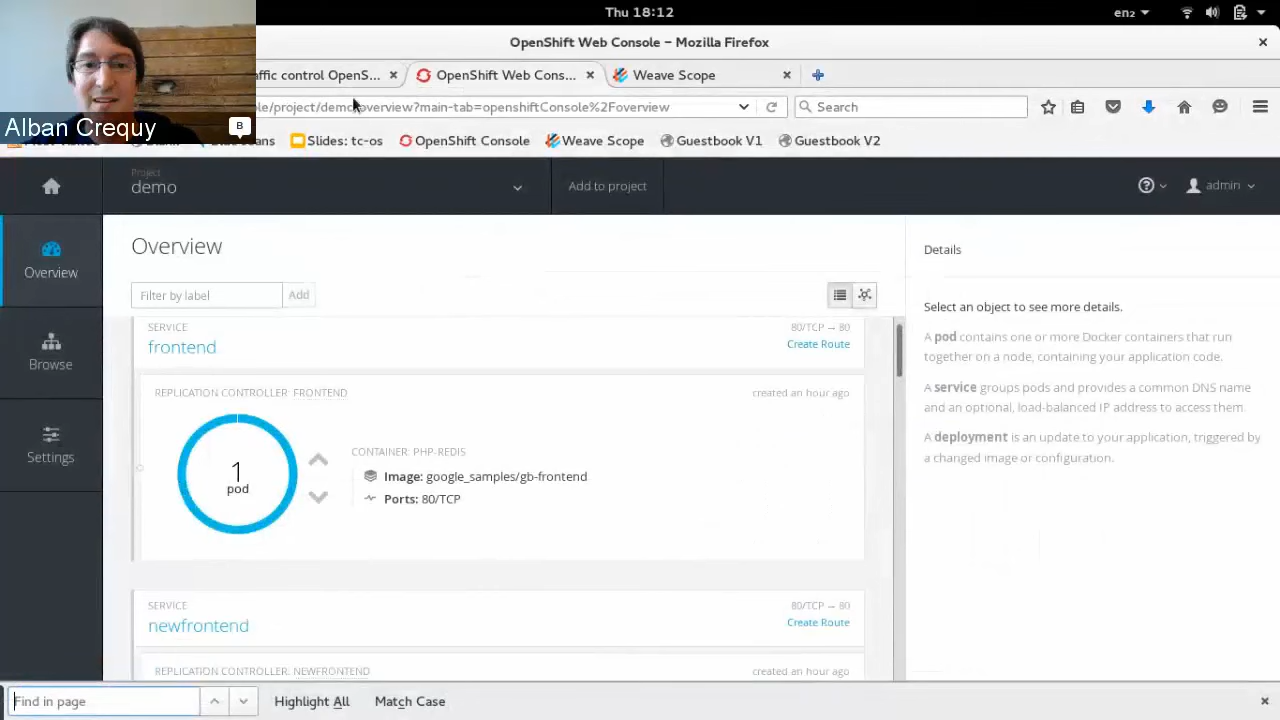 Thu 18:12
en2
OpenShift Web Console – Mozilla Firefox
affic control OpenS...
OpenShift Web Cons...
Weave Scope
le/project/demo/overview?main-tab=openshiftConsole%2Foverview
Search
Alban Crequy
B
Slides: tc-os
OpenShift Console
Weave Scope
Guestbook V1
Guestbook V2
Project
demo
Add to project
admin
Overview
Browse
Settings
Overview
Filter by label
Add
SERVICE
80/TCP → 80
frontend
Create Route
REPLICATION CONTROLLER: FRONTEND
created an hour ago
1
pod
CONTAINER: PHP-REDIS
Image: google_samples/gb-frontend
Ports: 80/TCP
SERVICE
80/TCP → 80
newfrontend
Create Route
REPLICATION CONTROLLER: NEWFRONTEND
created an hour ago
Details
Select an object to see more details.
A pod contains one or more Docker containers that run
together on a node, containing your application code.
A service groups pods and provides a common DNS name
and an optional, load-balanced IP address to access them.
A deployment is an update to your application, triggered by
a changed image or configuration.
Find in page
Highlight All
Match Case